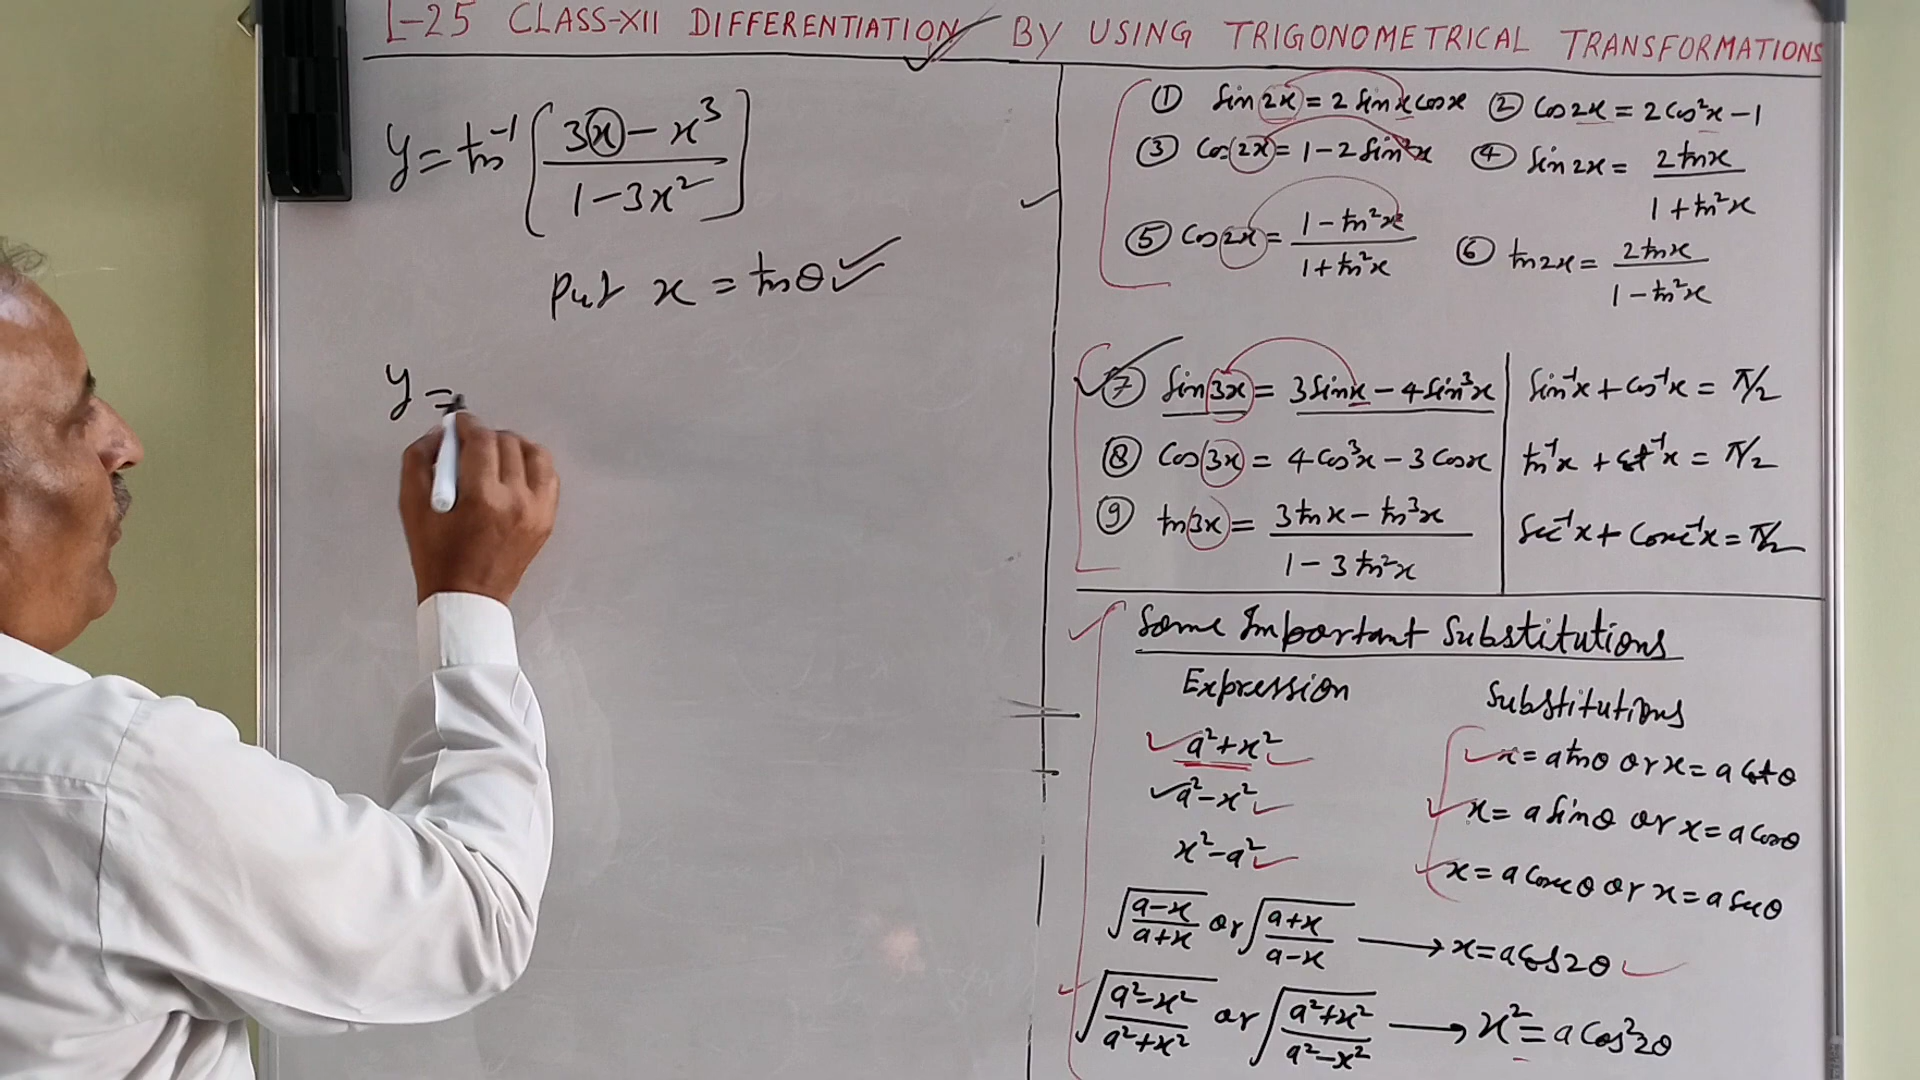 L-25 CLASS-XII DIFFERENTIATION BY USING TRIGONOMETRICAL TRANSFORMATIONS
y = tn⁻¹ [ (3x - x³) / (1 - 3x²) ]
Put x = tnθ
y =
① Sin2x = 2 Sinx Cosx ② Cos2x = 2Cos²x - 1
③ Cos2x = 1 - 2 Sin²x ④ Sin2x = 2tnx / (1 + tn²x)
⑤ Cos2x = (1 - tn²x) / (1 + tn²x) ⑥ tn2x = 2tnx / (1 - tn²x)
⑦ Sin3x = 3Sinx - 4Sin³x
⑧ Cos3x = 4Cos³x - 3Cosx
⑨ tn3x = (3tnx - tn³x) / (1 - 3tn²x)
Sin⁻¹x + Cos⁻¹x = π/2
tn⁻¹x + Cot⁻¹x = π/2
Sec⁻¹x + Cosec⁻¹x = π/2
Some Important Substitutions
Expression Substitutions
a² + x² x = a tnθ or x = a Cotθ
a² - x² x = a Sinθ or x = a Cosθ
x² - a² x = a Cosecθ or x = a Secθ
√((a-x)/(a+x)) or √((a+x)/(a-x)) → x = a Cos2θ
√((a²-x²)/(a²+x²)) or √((a²+x²)/(a²-x²)) → x² = a Cos²2θ